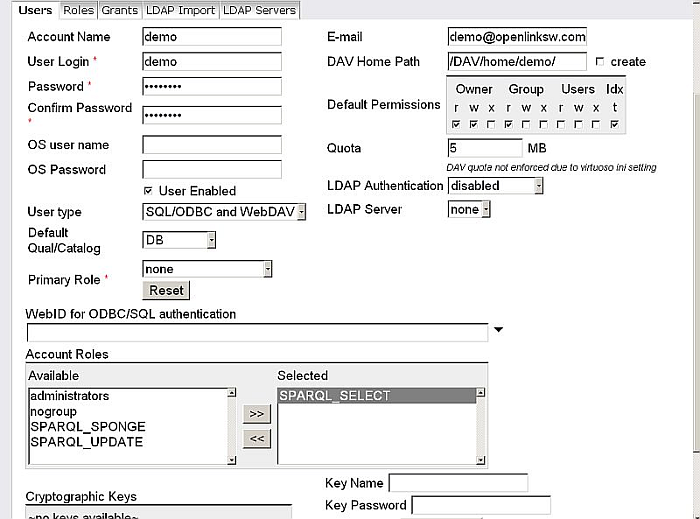 Users Roles Grants LDAP Import LDAP Servers
Account Name demo
User Login * demo
Password * ••••••••
Confirm Password * ••••••••
OS user name
OS Password
User Enabled
User type SQL/ODBC and WebDAV
Default Qual/Catalog DB
Primary Role * none
Reset
E-mail demo@openlinksw.com
DAV Home Path /DAV/home/demo/ create
Owner Group Users Idx
Default Permissions r w x r w x r w x t
Quota 5 MB
DAV quota not enforced due to virtuoso ini setting
LDAP Authentication disabled
LDAP Server none
WebID for ODBC/SQL authentication
Account Roles
Available
administrators
nogroup
SPARQL_SPONGE
SPARQL_UPDATE
>>
<<
Selected
SPARQL_SELECT
Cryptographic Keys
~no keys available~
Key Name
Key Password